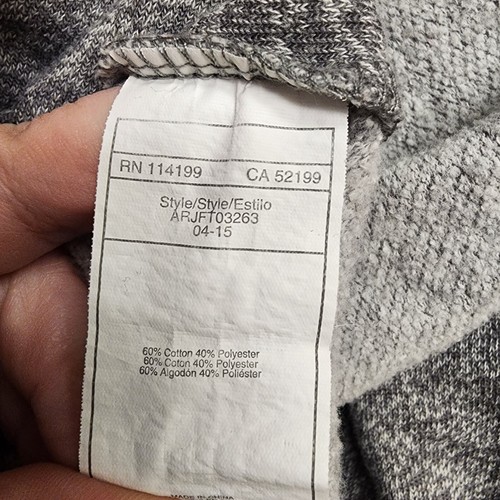 RN 114199 CA 52199
Style/Style/Estilo
ARJFT03263
04-15
60% Cotton 40% Polyester
60% Coton 40% Polyester
60% Algodón 40% Poliéster